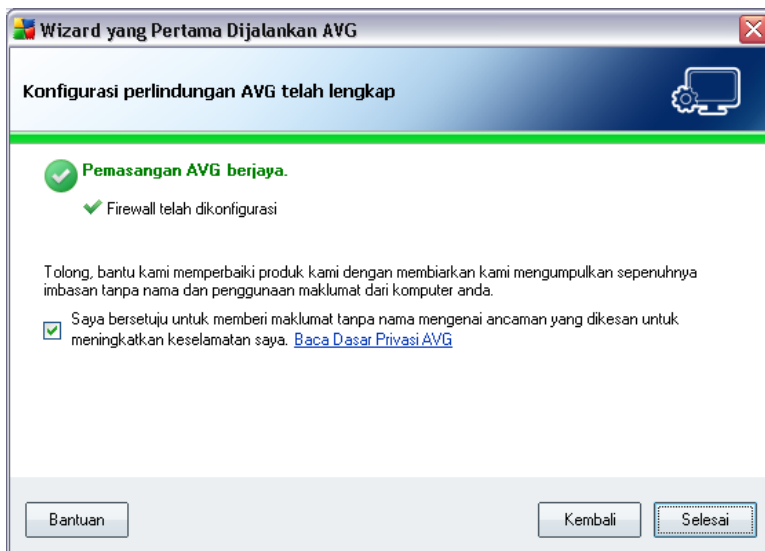 Wizard yang Pertama Dijalankan AVG
Konfigurasi perlindungan AVG telah lengkap
Pemasangan AVG berjaya.
Firewall telah dikonfigurasi
Tolong, bantu kami memperbaiki produk kami dengan membiarkan kami mengumpulkan sepenuhnya
imbasan tanpa nama dan penggunaan maklumat dari komputer anda.
Saya bersetuju untuk memberi maklumat tanpa nama mengenai ancaman yang dikesan untuk
meningkatkan keselamatan saya. Baca Dasar Privasi AVG
Bantuan
Kembali
Selesai